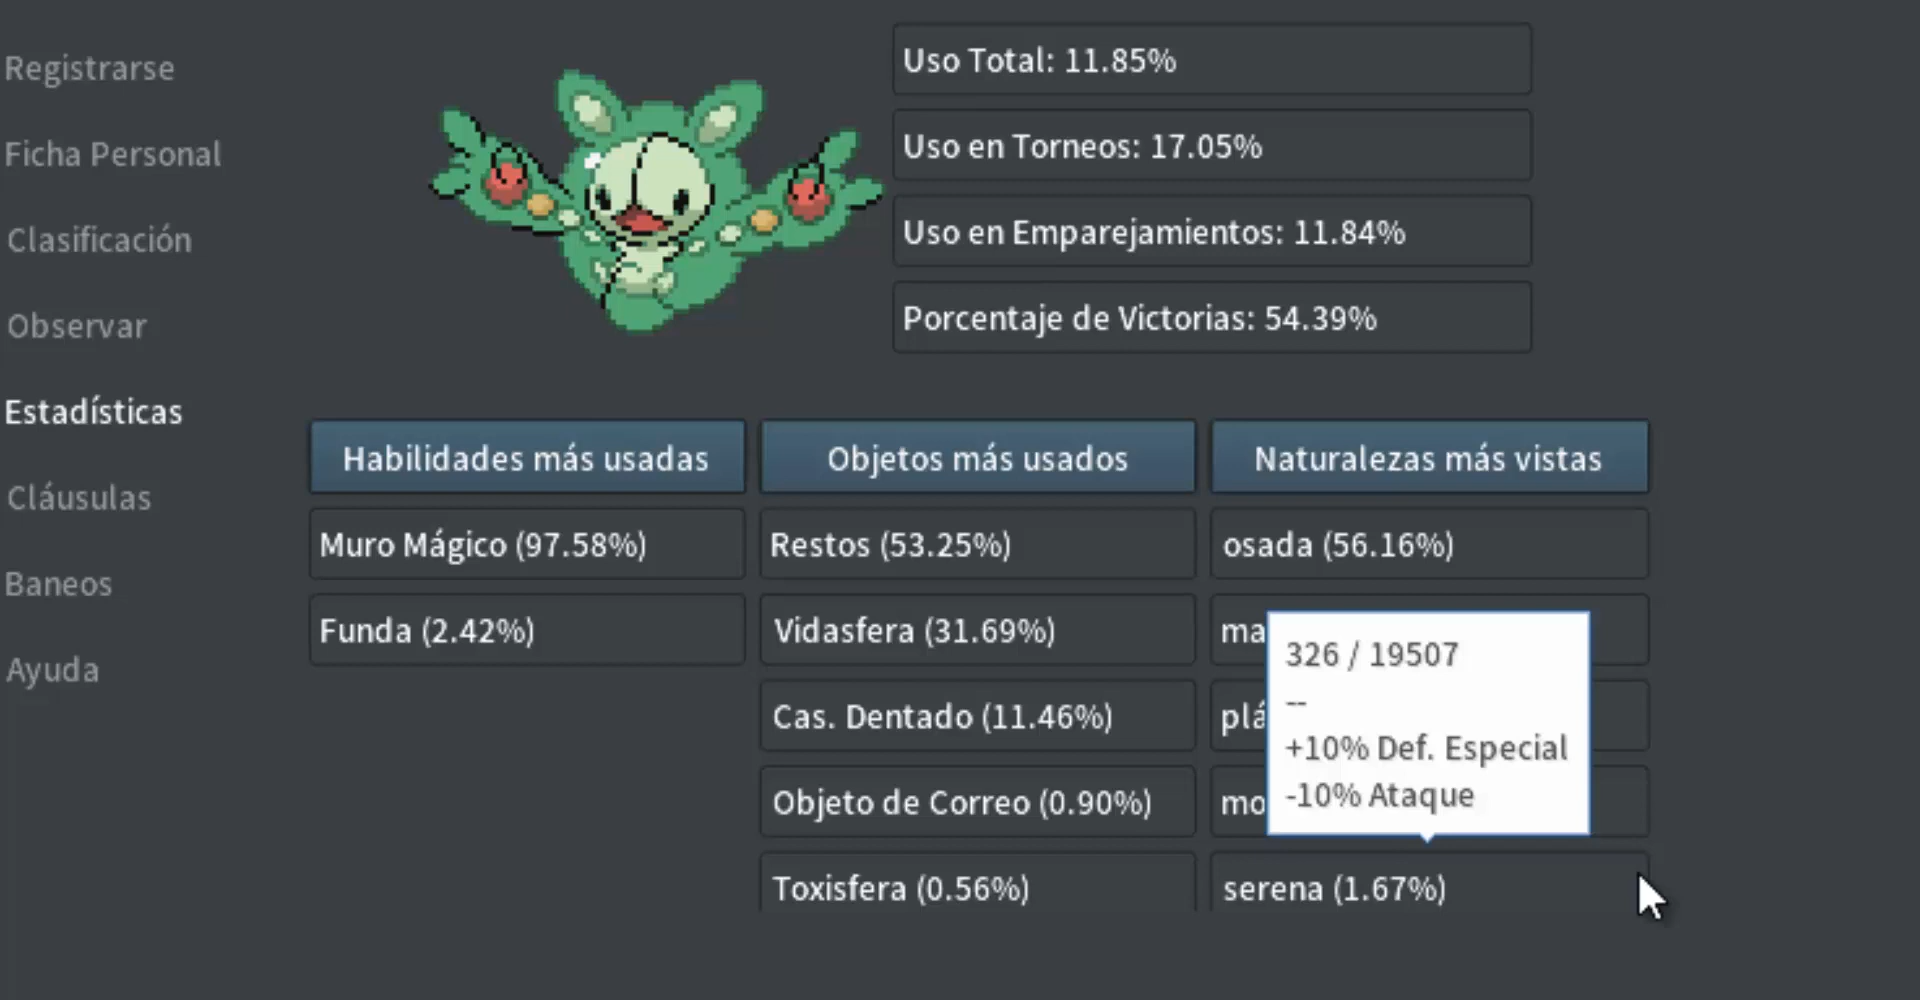 Registrarse
Ficha Personal
Clasificación
Observar
Estadísticas
Cláusulas
Baneos
Ayuda
Uso Total: 11.85%
Uso en Torneos: 17.05%
Uso en Emparejamientos: 11.84%
Porcentaje de Victorias: 54.39%
Habilidades más usadas
Muro Mágico (97.58%)
Funda (2.42%)
Objetos más usados
Restos (53.25%)
Vidasfera (31.69%)
Cas. Dentado (11.46%)
Objeto de Correo (0.90%)
Toxisfera (0.56%)
Naturalezas más vistas
osada (56.16%)
ma
plá
mo
serena (1.67%)
326 / 19507
--
+10% Def. Especial
-10% Ataque